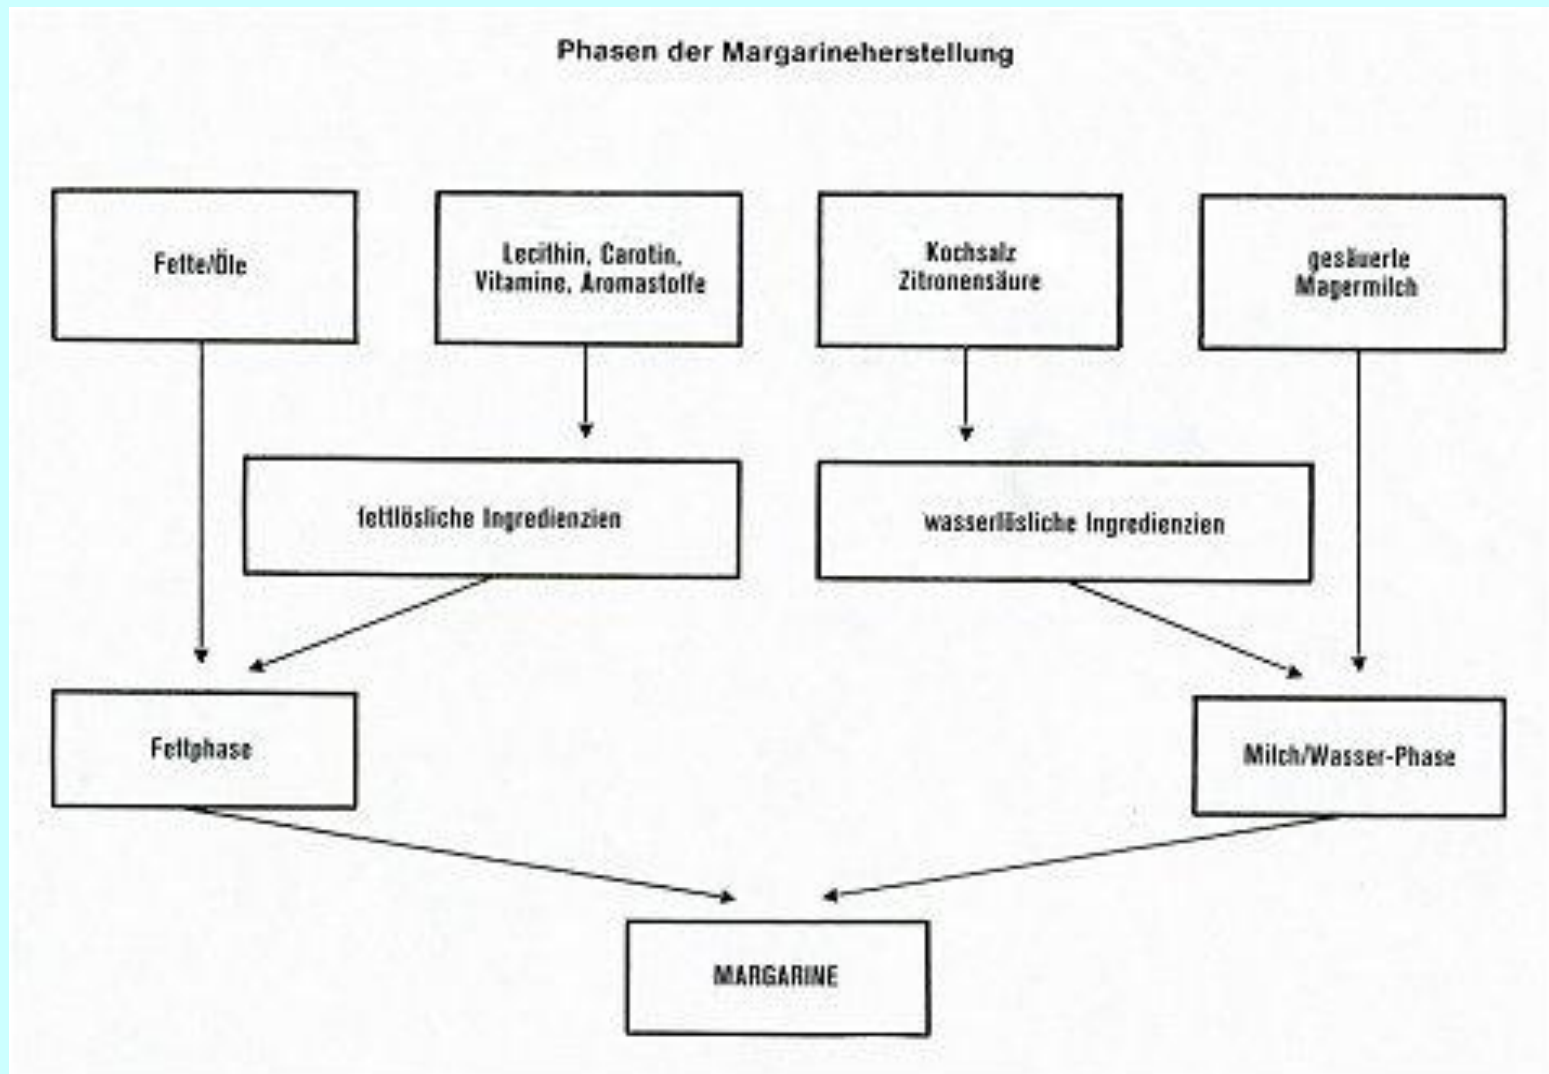 Phasen der Margarineherstellung
Fette/Öle
Lecithin, Carotin,
Vitamine, Aromastoffe
Kochsalz
Zitronensäure
gesäuerte
Magermilch
fettlösliche Ingredienzien
wasserlösliche Ingredienzien
Fettphase
Milch/Wasser-Phase
MARGARINE